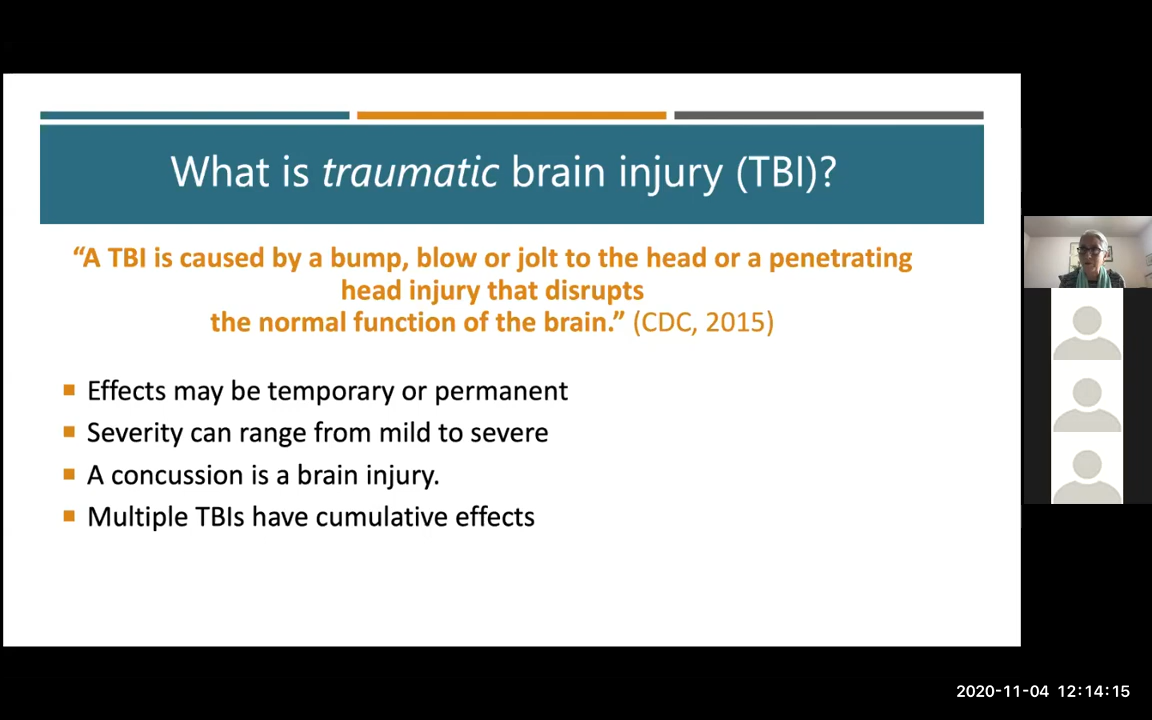 What is traumatic brain injury (TBI)?
“A TBI is caused by a bump, blow or jolt to the head or a penetrating
head injury that disrupts
the normal function of the brain.” (CDC, 2015)
Effects may be temporary or permanent
Severity can range from mild to severe
A concussion is a brain injury.
Multiple TBIs have cumulative effects
2020-11-04 12:14:15